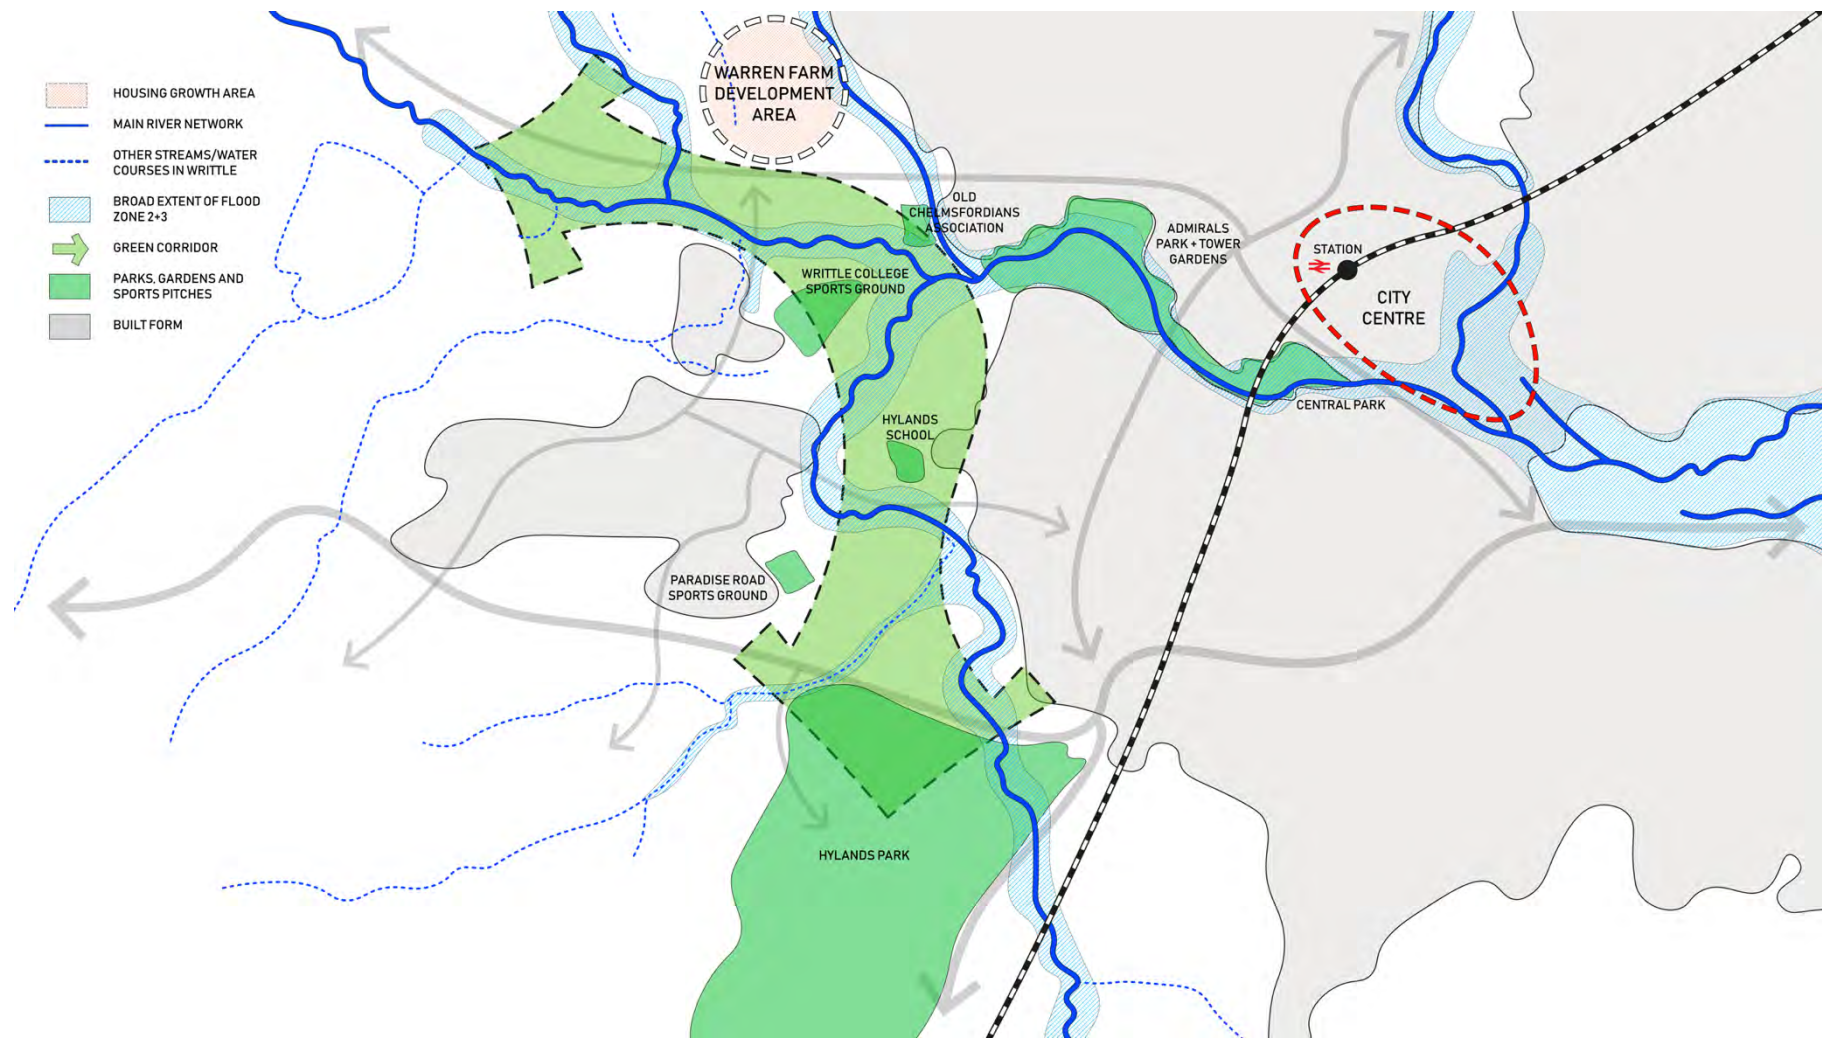 HOUSING GROWTH AREA
MAIN RIVER NETWORK
OTHER STREAMS/WATER
COURSES IN WRITTLE
BROAD EXTENT OF FLOOD
ZONE 2+3
GREEN CORRIDOR
PARKS, GARDENS AND
SPORTS PITCHES
BUILT FORM
WARREN FARM
DEVELOPMENT
AREA
OLD
CHELMSFORDIANS
ASSOCIATION
ADMIRALS
PARK + TOWER
GARDENS
STATION
CITY
CENTRE
WRITTLE COLLEGE
SPORTS GROUND
CENTRAL PARK
HYLANDS
SCHOOL
PARADISE ROAD
SPORTS GROUND
HYLANDS PARK